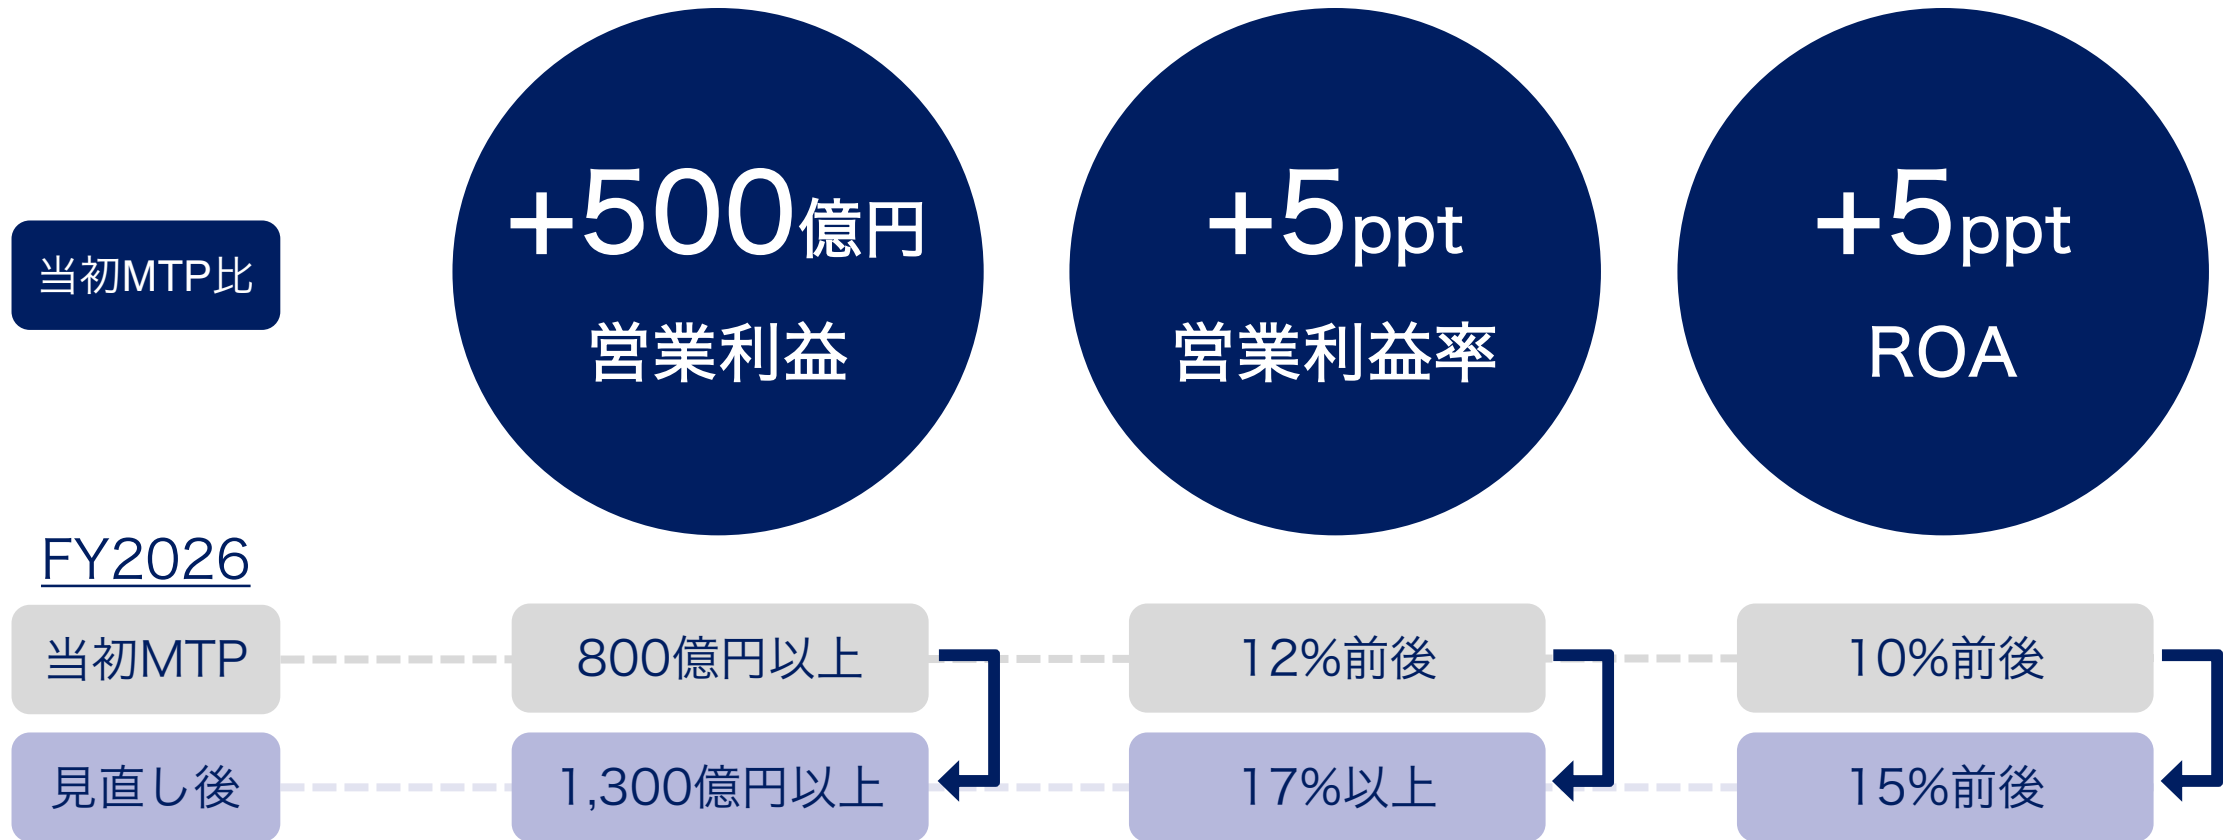 当初MTP比
+500億円
営業利益
+5ppt
営業利益率
+5ppt
ROA
FY2026
当初MTP
800億円以上
12%前後
10%前後
見直し後
1,300億円以上
17%以上
15%前後